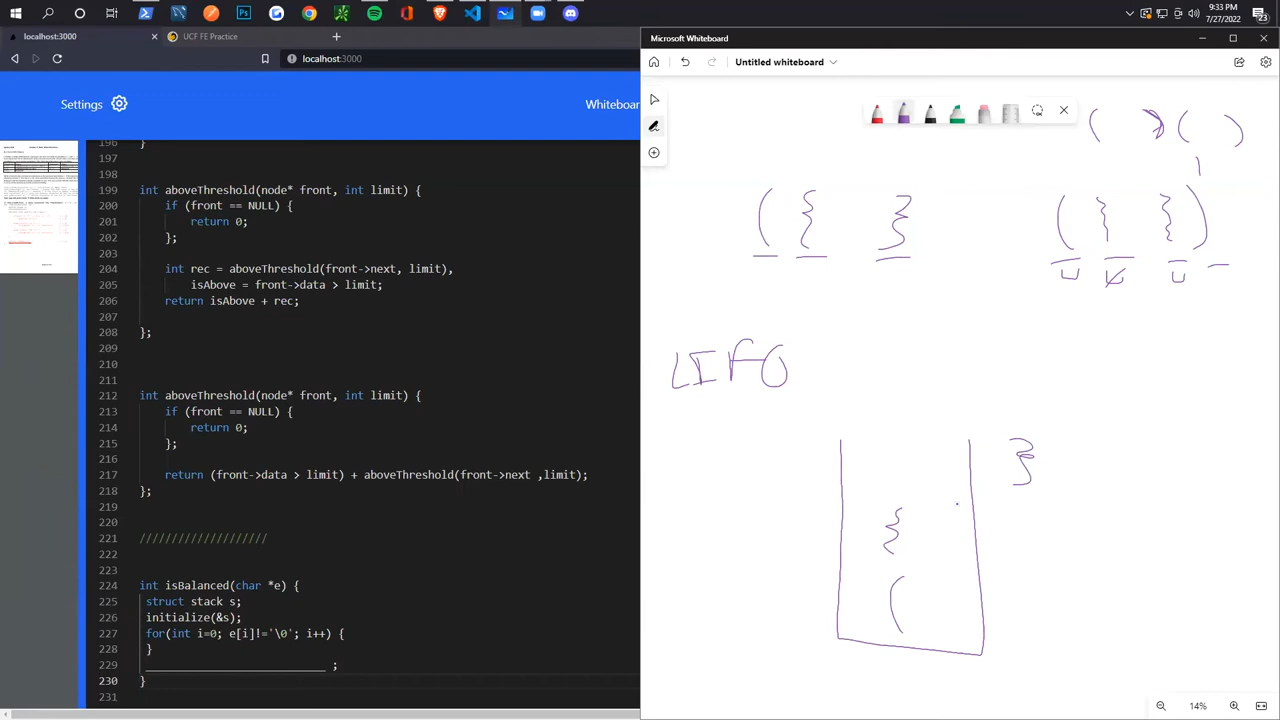 9:33 PM
7/27/2022
23
localhost:3000
UCF FE Practice
localhost:3000
Settings
Whiteboar
196 }
197
198
199 int aboveThreshold(node* front, int limit) {
200 if (front == NULL) {
201 return 0;
202 };
203
204 int rec = aboveThreshold(front->next, limit),
205 isAbove = front->data > limit;
206 return isAbove + rec;
207
208 };
209
210
211
212 int aboveThreshold(node* front, int limit) {
213 if (front == NULL) {
214 return 0;
215 };
216
217 return (front->data > limit) + aboveThreshold(front->next ,limit);
218 };
219
220
221 ////////////////////
222
223
224 int isBalanced(char *e) {
225 struct stack s;
226 initialize(&s);
227 for(int i=0; e[i]!='\0'; i++) {
228 }
229 ____________________________ ;
230 }
231
Microsoft Whiteboard
Untitled whiteboard
( ) ( )
( { }
( { } )
LIFO
}
{
(
14%